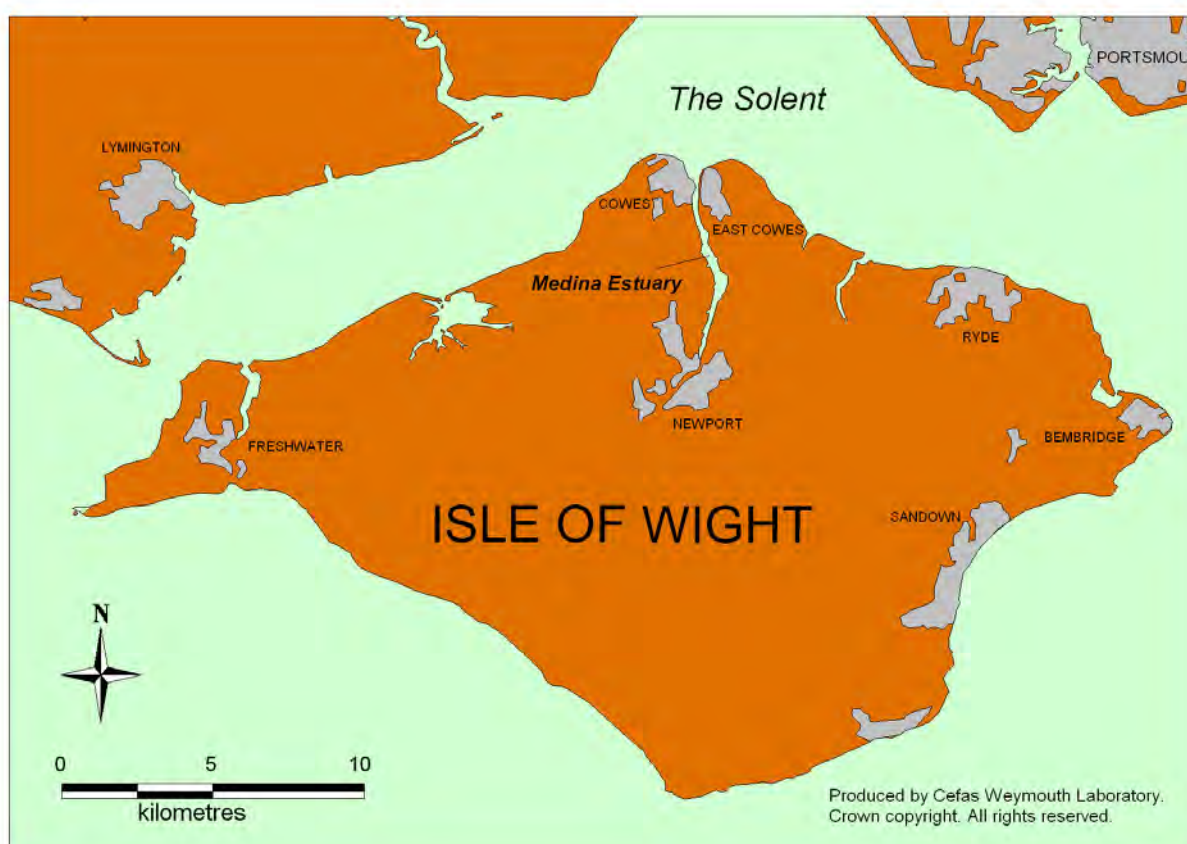 PORTSMOU
The Solent
LYMINGTON
COWES
EAST COWES
Medina Estuary
RYDE
NEWPORT
BEMBRIDGE
FRESHWATER
ISLE OF WIGHT
SANDOWN
N
0 5 10
kilometres
Produced by Cefas Weymouth Laboratory.
Crown copyright. All rights reserved.